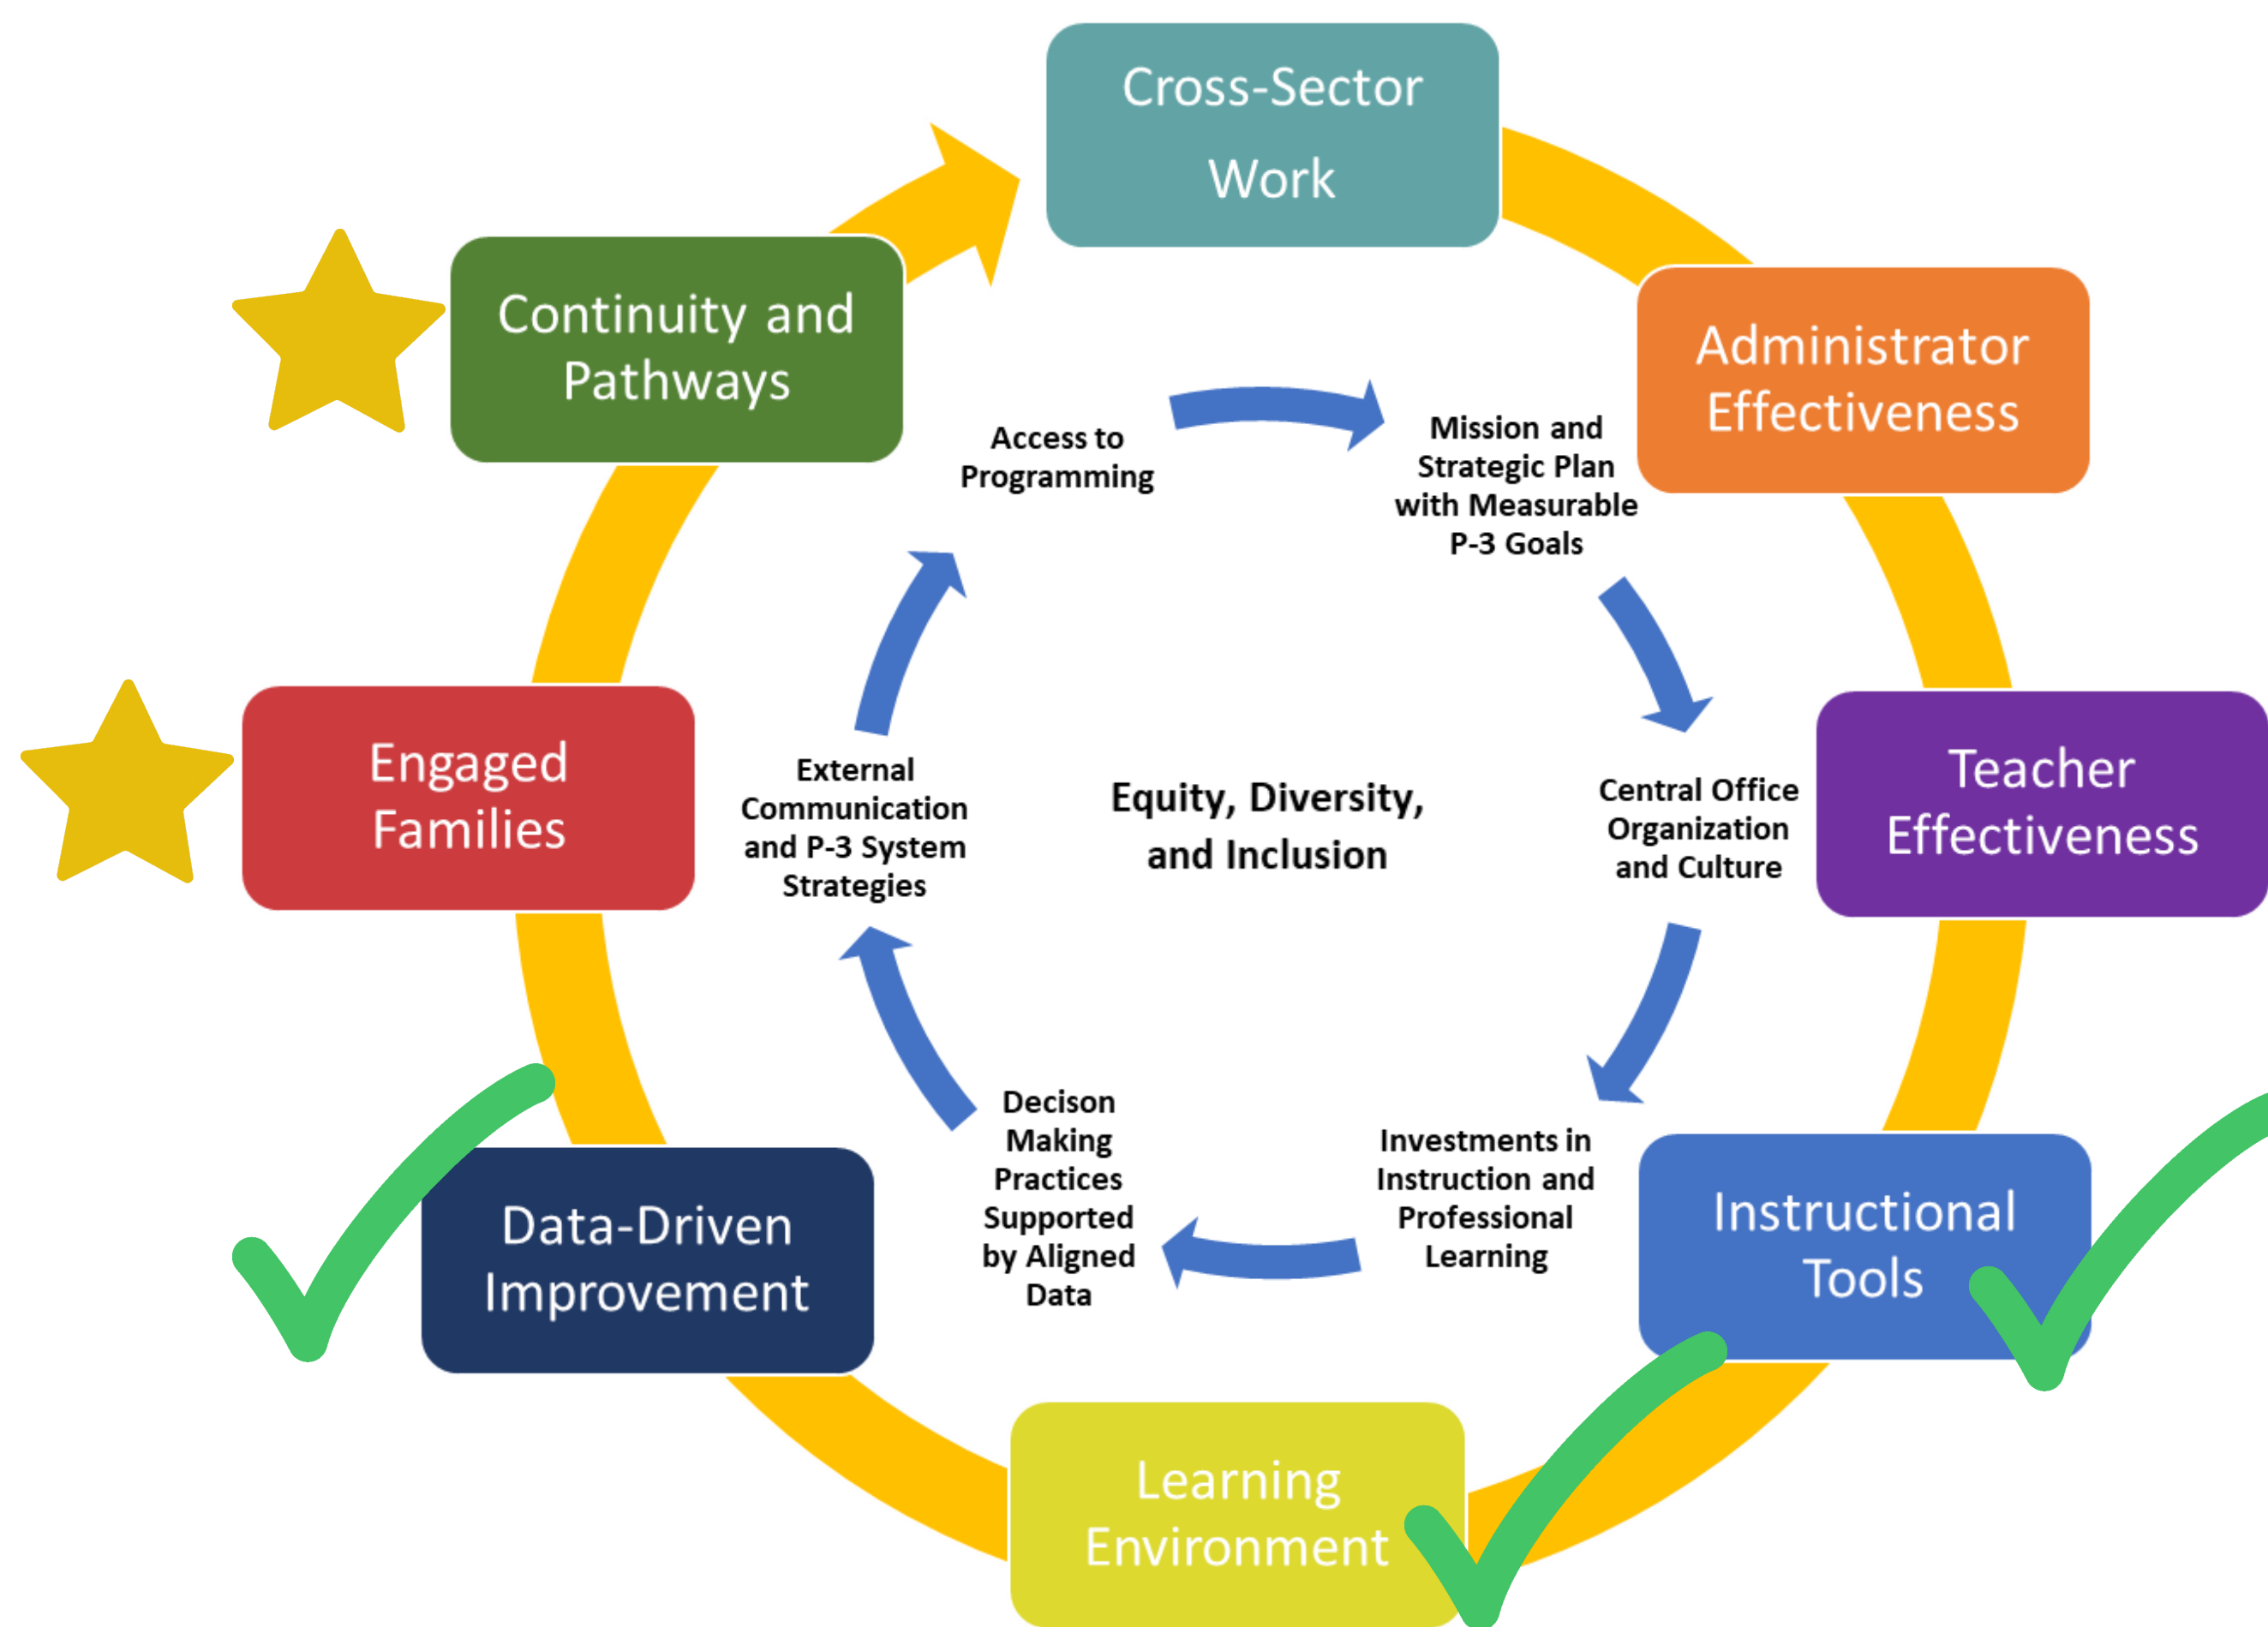 Cross-Sector
Work
Administrator
Effectiveness
Teacher
Effectiveness
Instructional
Tools
Learning
Environment
Data-Driven
Improvement
Engaged
Families
Continuity and
Pathways
Access to
Programming
Mission and
Strategic Plan
with Measurable
P-3 Goals
Central Office
Organization
and Culture
Investments in
Instruction and
Professional
Learning
Decison
Making
Practices
Supported
by Aligned
Data
External
Communication
and P-3 System
Strategies
Equity, Diversity,
and Inclusion